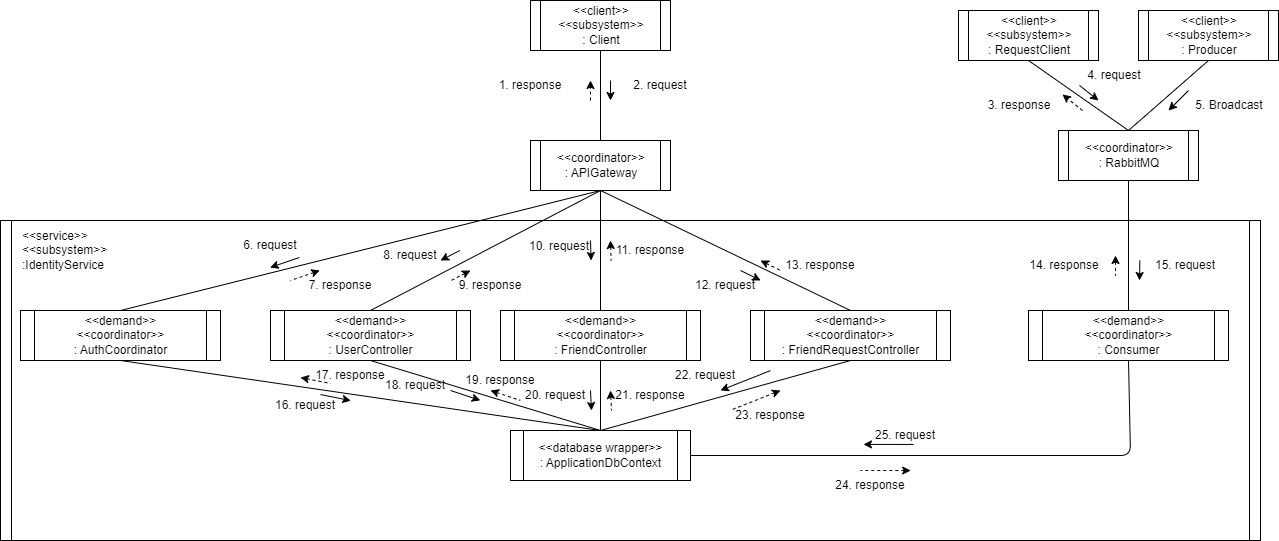 <<client>>
<<subsystem>>
: Client
<<client>>
<<subsystem>>
: RequestClient
<<client>>
<<subsystem>>
: Producer
1. response
2. request
4. request
3. response
5. Broadcast
<<coordinator>>
: APIGateway
<<coordinator>>
: RabbitMQ
<<service>>
<<subsystem>>
:IdentityService
6. request
7. response
8. request
9. response
10. request
11. response
12. request
13. response
14. response
15. request
<<demand>>
<<coordinator>>
: AuthCoordinator
<<demand>>
<<coordinator>>
: UserController
<<demand>>
<<coordinator>>
: FriendController
<<demand>>
<<coordinator>>
: FriendRequestController
<<demand>>
<<coordinator>>
: Consumer
17. response
16. request
18. request
19. response
20. request
21. response
22. request
23. response
<<database wrapper>>
: ApplicationDbContext
25. request
24. response